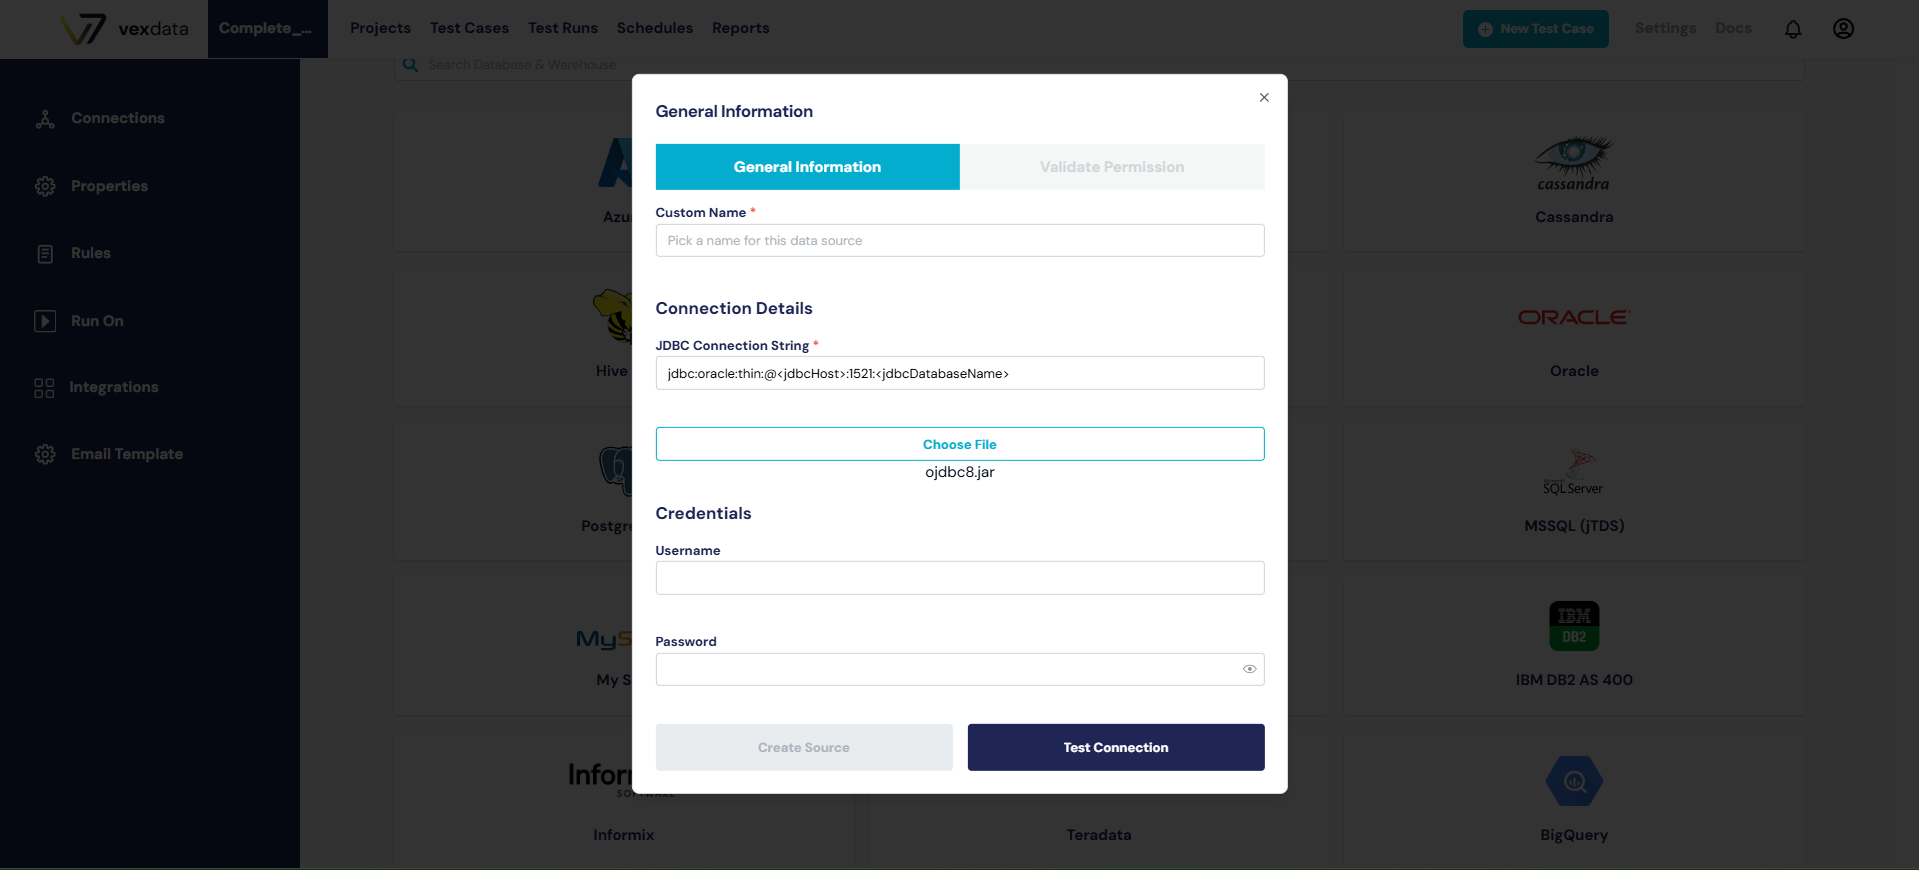 vexdata
Complete_...
Projects
Test Cases
Test Runs
Schedules
Reports
New Test Case
Settings
Docs
Search Database & Warehouse
Connections
Properties
Rules
Run On
Integrations
Email Template
General Information
General Information
Validate Permission
Custom Name *
Pick a name for this data source
Connection Details
JDBC Connection String *
jdbc:oracle:thin:@<jdbcHost>:1521:<jdbcDatabaseName>
Choose File
ojdbc8.jar
Credentials
Username
Password
Create Source
Test Connection
cassandra
Cassandra
Hive
ORACLE
Oracle
SQL Server
MSSQL (jTDS)
IBM
DB2
IBM DB2 AS 400
Informix
Teradata
BigQuery